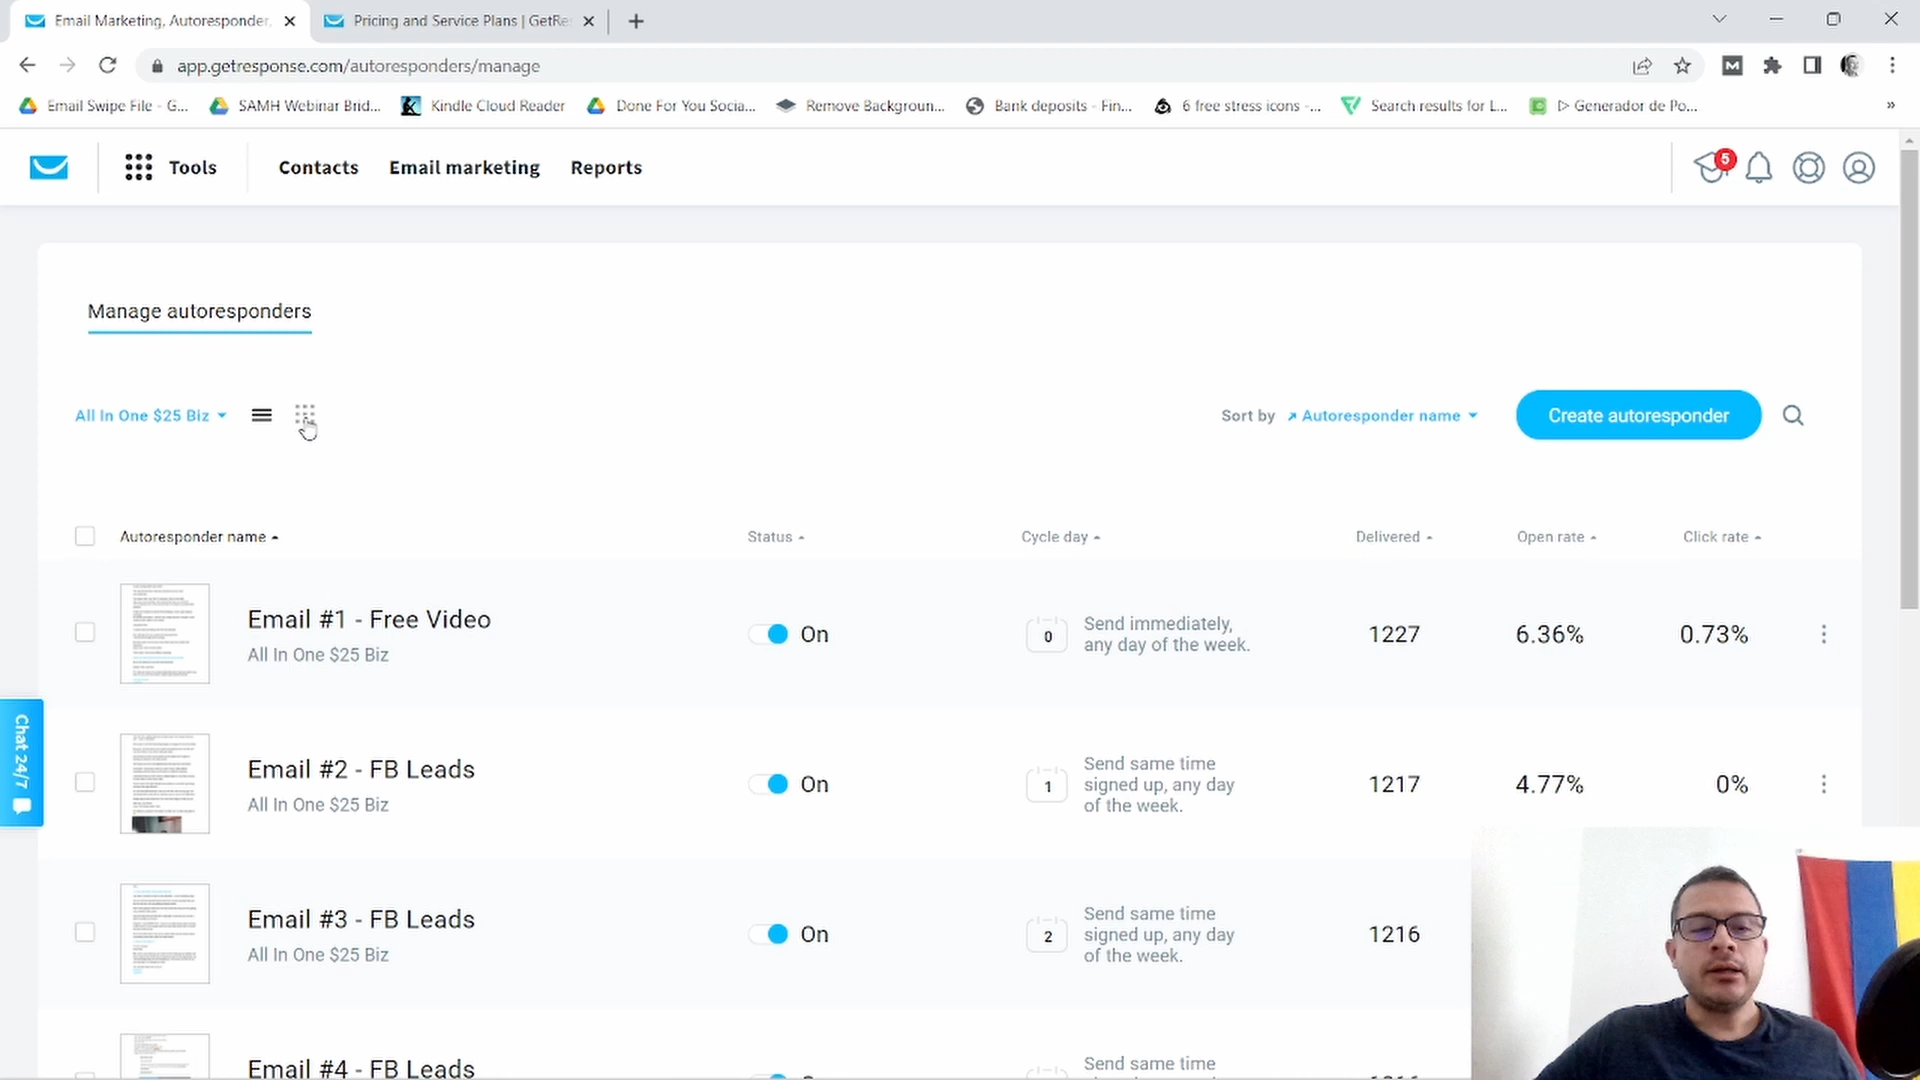 Email Marketing, Autoresponder,
Pricing and Service Plans | GetRe
app.getresponse.com/autoresponders/manage
Email Swipe File - G...
SAMH Webinar Brid...
Kindle Cloud Reader
Done For You Socia...
Remove Backgroun...
Bank deposits - Fin...
6 free stress icons -...
Search results for L...
▷ Generador de Po...
»
Tools
Contacts
Email marketing
Reports
5
Manage autoresponders
All In One $25 Biz
Sort by
Autoresponder name
Create autoresponder
Autoresponder name
Status
Cycle day
Delivered
Open rate
Click rate
Email #1 - Free Video
All In One $25 Biz
On
0
Send immediately,
any day of the week.
1227
6.36%
0.73%
Email #2 - FB Leads
All In One $25 Biz
On
1
Send same time
signed up, any day
of the week.
1217
4.77%
0%
Email #3 - FB Leads
All In One $25 Biz
On
2
Send same time
signed up, any day
of the week.
1216
Email #4 - FB Leads
Send same time
Chat 24/7